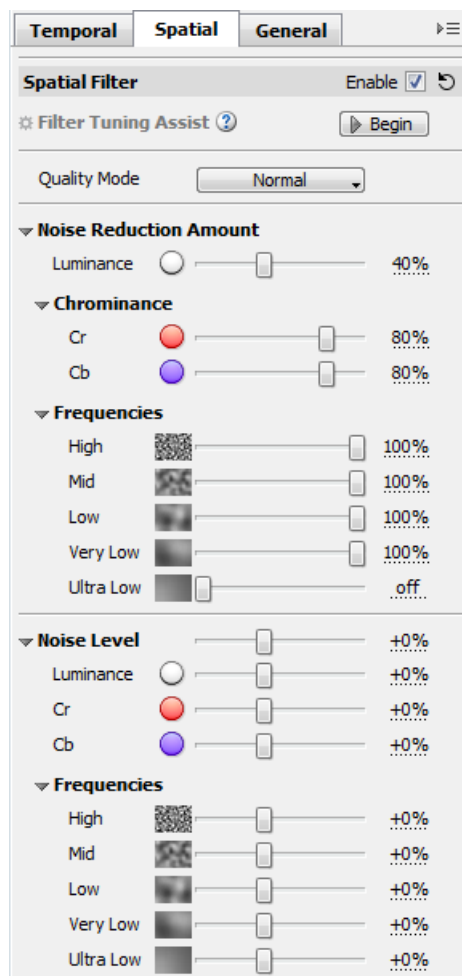 Temporal Spatial General
Spatial Filter Enable
Filter Tuning Assist ? Begin
Quality Mode Normal
Noise Reduction Amount
Luminance 40%
Chrominance
Cr 80%
Cb 80%
Frequencies
High 100%
Mid 100%
Low 100%
Very Low 100%
Ultra Low off
Noise Level +0%
Luminance +0%
Cr +0%
Cb +0%
Frequencies
High +0%
Mid +0%
Low +0%
Very Low +0%
Ultra Low +0%